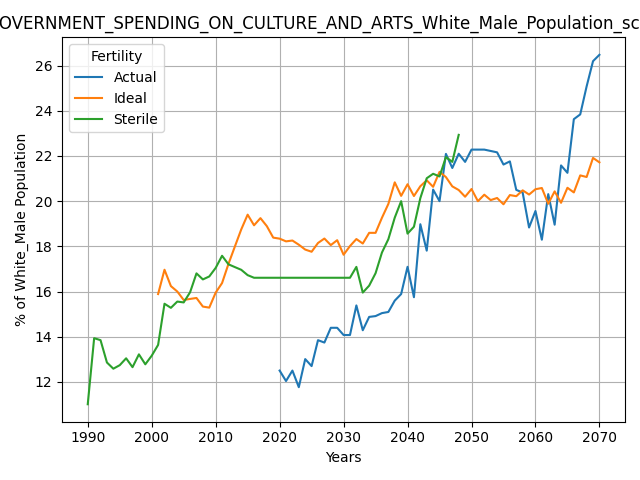 OVERNMENT_SPENDING_ON_CULTURE_AND_ARTS_White_Male_Population_sc
Fertility
Actual
Ideal
Sterile
% of White_Male Population
26
24
22
20
18
16
14
12
1990 2000 2010 2020 2030 2040 2050 2060 2070
Years